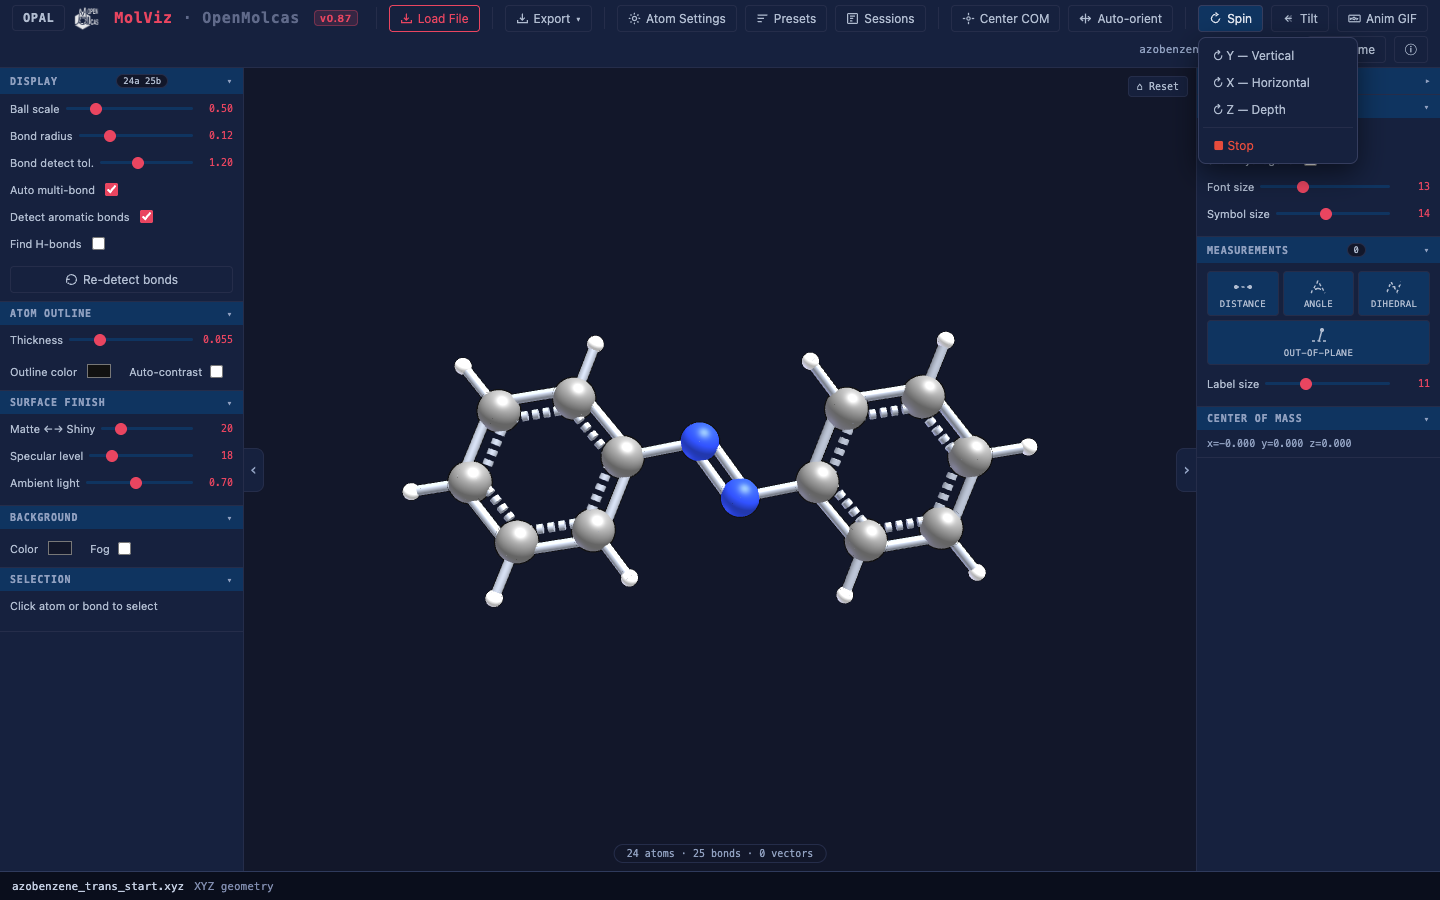 OPAL
OPEN
MOLCAS
MolViz · OpenMolcas
v0.87
Load File
Export
Atom Settings
Presets
Sessions
Center COM
Auto-orient
Spin
Tilt
Anim GIF
azobenzene
me
Y — Vertical
X — Horizontal
Z — Depth
Stop
Reset
DISPLAY
24a 25b
Ball scale 0.50
Bond radius 0.12
Bond detect tol. 1.20
Auto multi-bond
Detect aromatic bonds
Find H-bonds
Re-detect bonds
ATOM OUTLINE
Thickness 0.055
Outline color Auto-contrast
SURFACE FINISH
Matte ↔ Shiny 20
Specular level 18
Ambient light 0.70
BACKGROUND
Color Fog
SELECTION
Click atom or bond to select
Font size 13
Symbol size 14
MEASUREMENTS 0
DISTANCE
ANGLE
DIHEDRAL
OUT-OF-PLANE
Label size 11
CENTER OF MASS
x=−0.000 y=0.000 z=0.000
24 atoms · 25 bonds · 0 vectors
azobenzene_trans_start.xyz XYZ geometry